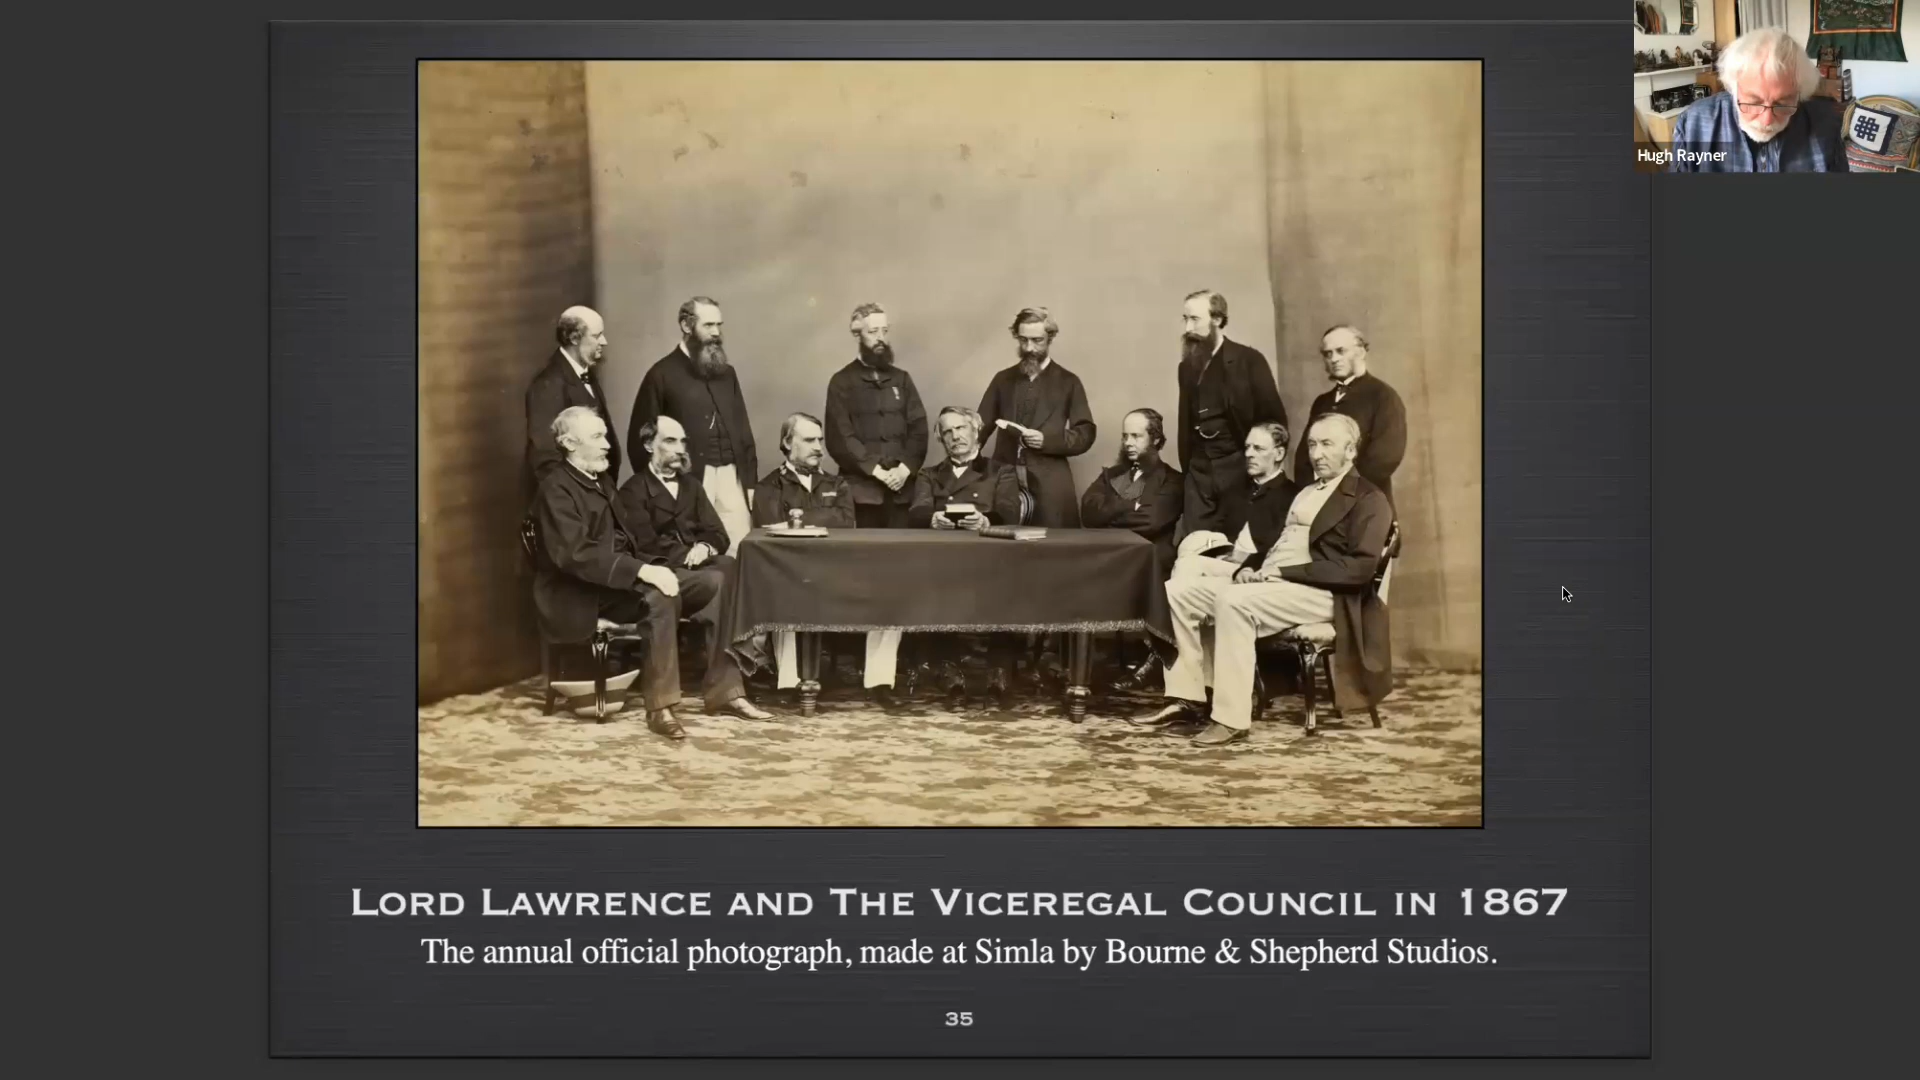 Hugh Rayner
Lord Lawrence and The Viceregal Council in 1867
The annual official photograph, made at Simla by Bourne & Shepherd Studios.
35